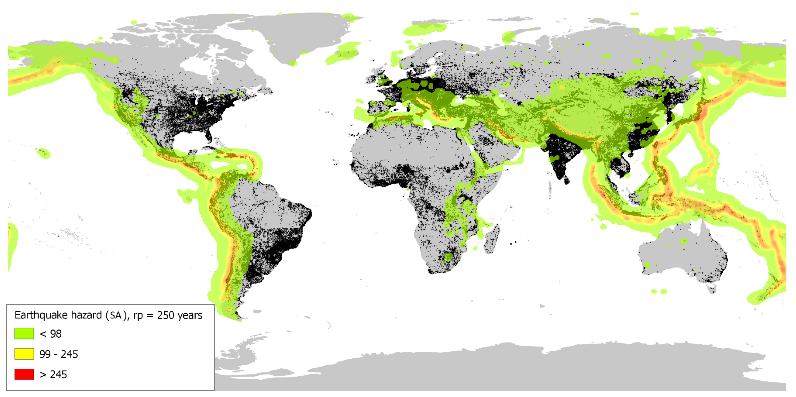 Earthquake hazard (SA), rp = 250 years
< 98
99 - 245
> 245